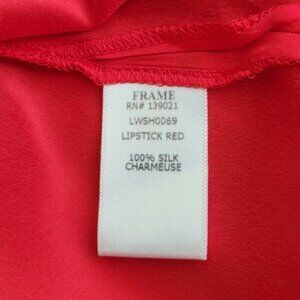 FRAME
RN# 139021
LWSH0069
LIPSTICK RED
100% SILK
CHARMEUSE